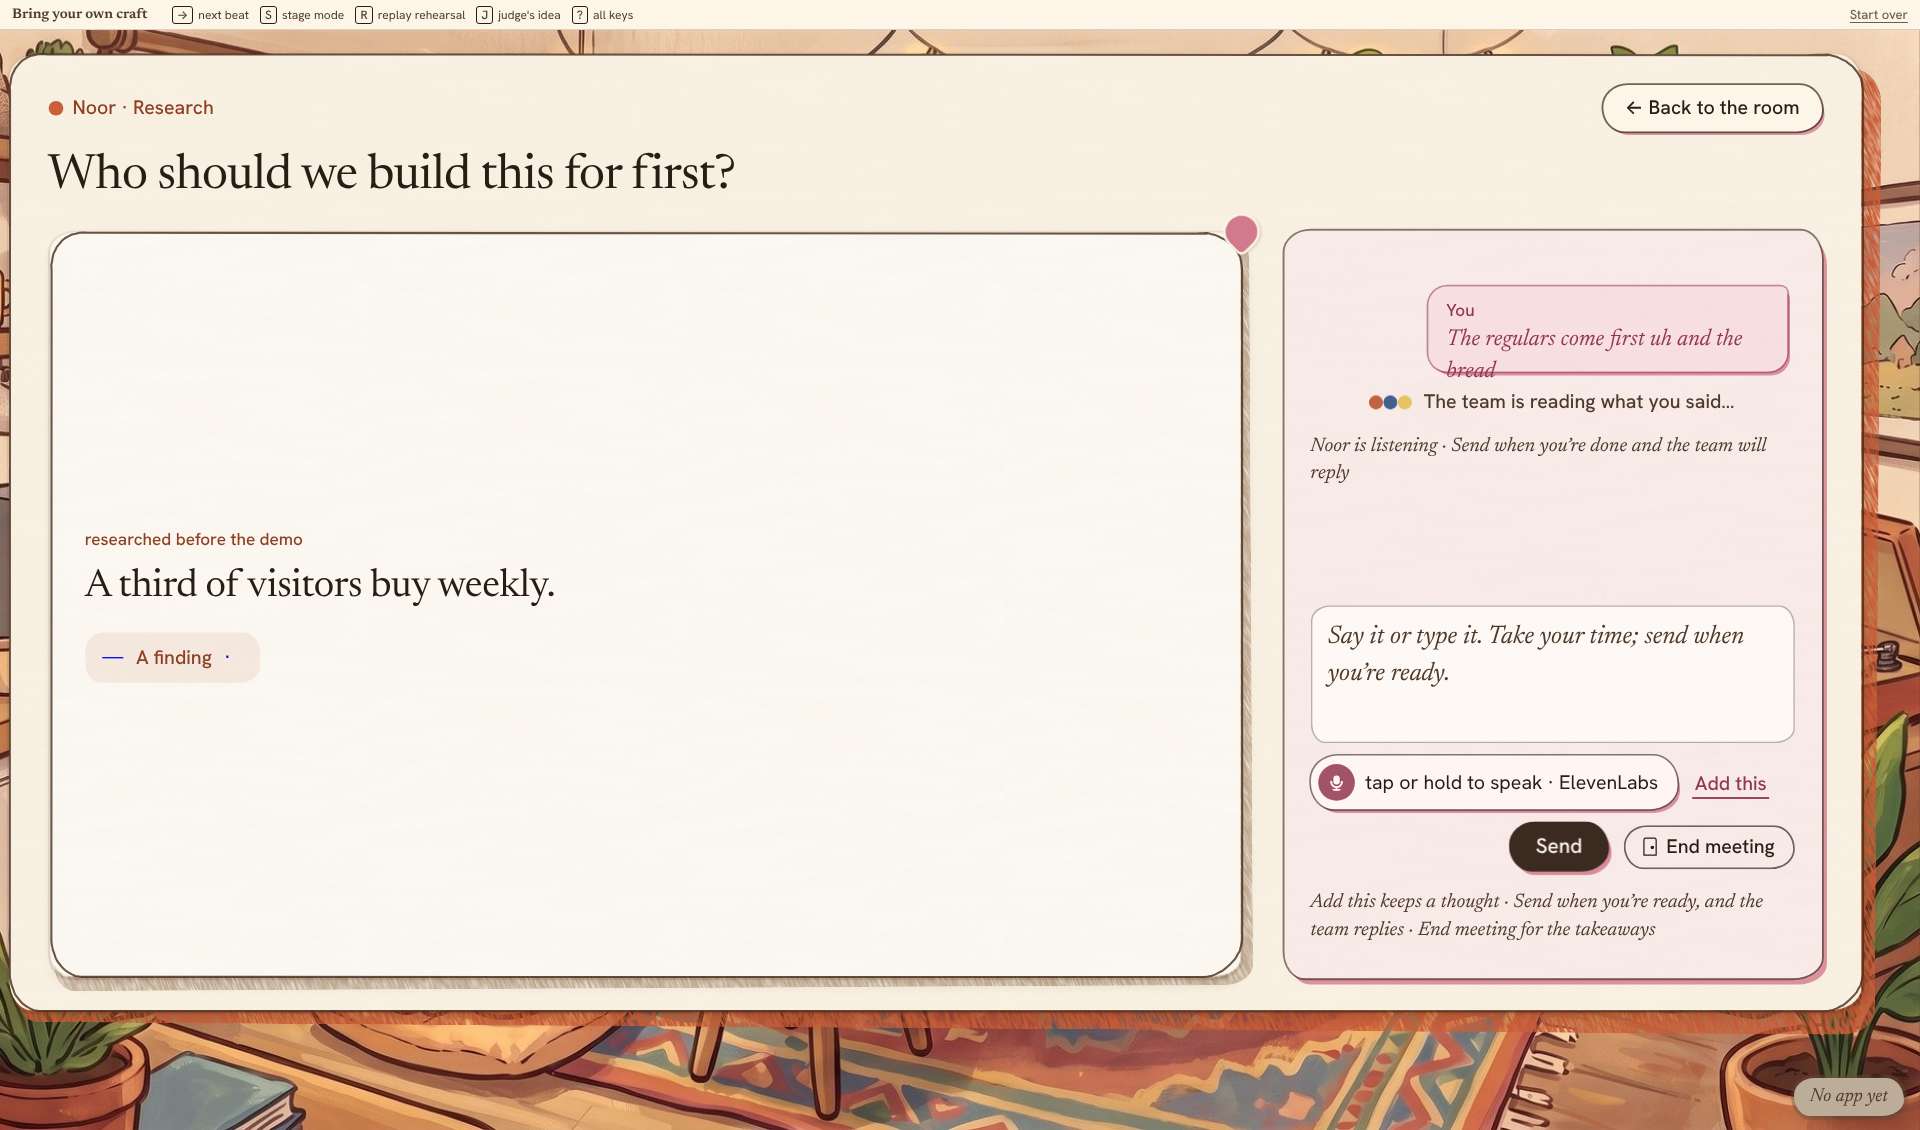 Bring your own craft → next beat S stage mode R replay rehearsal J judge's idea ? all keys Start over
Noor · Research
← Back to the room
Who should we build this for first?
You
The regulars come first uh and the
bread
The team is reading what you said...
Noor is listening · Send when you're done and the team will
reply
researched before the demo
A third of visitors buy weekly.
— A finding ·
Say it or type it. Take your time; send when
you're ready.
tap or hold to speak · ElevenLabs Add this
Send End meeting
Add this keeps a thought · Send when you're ready, and the
team replies · End meeting for the takeaways
No app yet